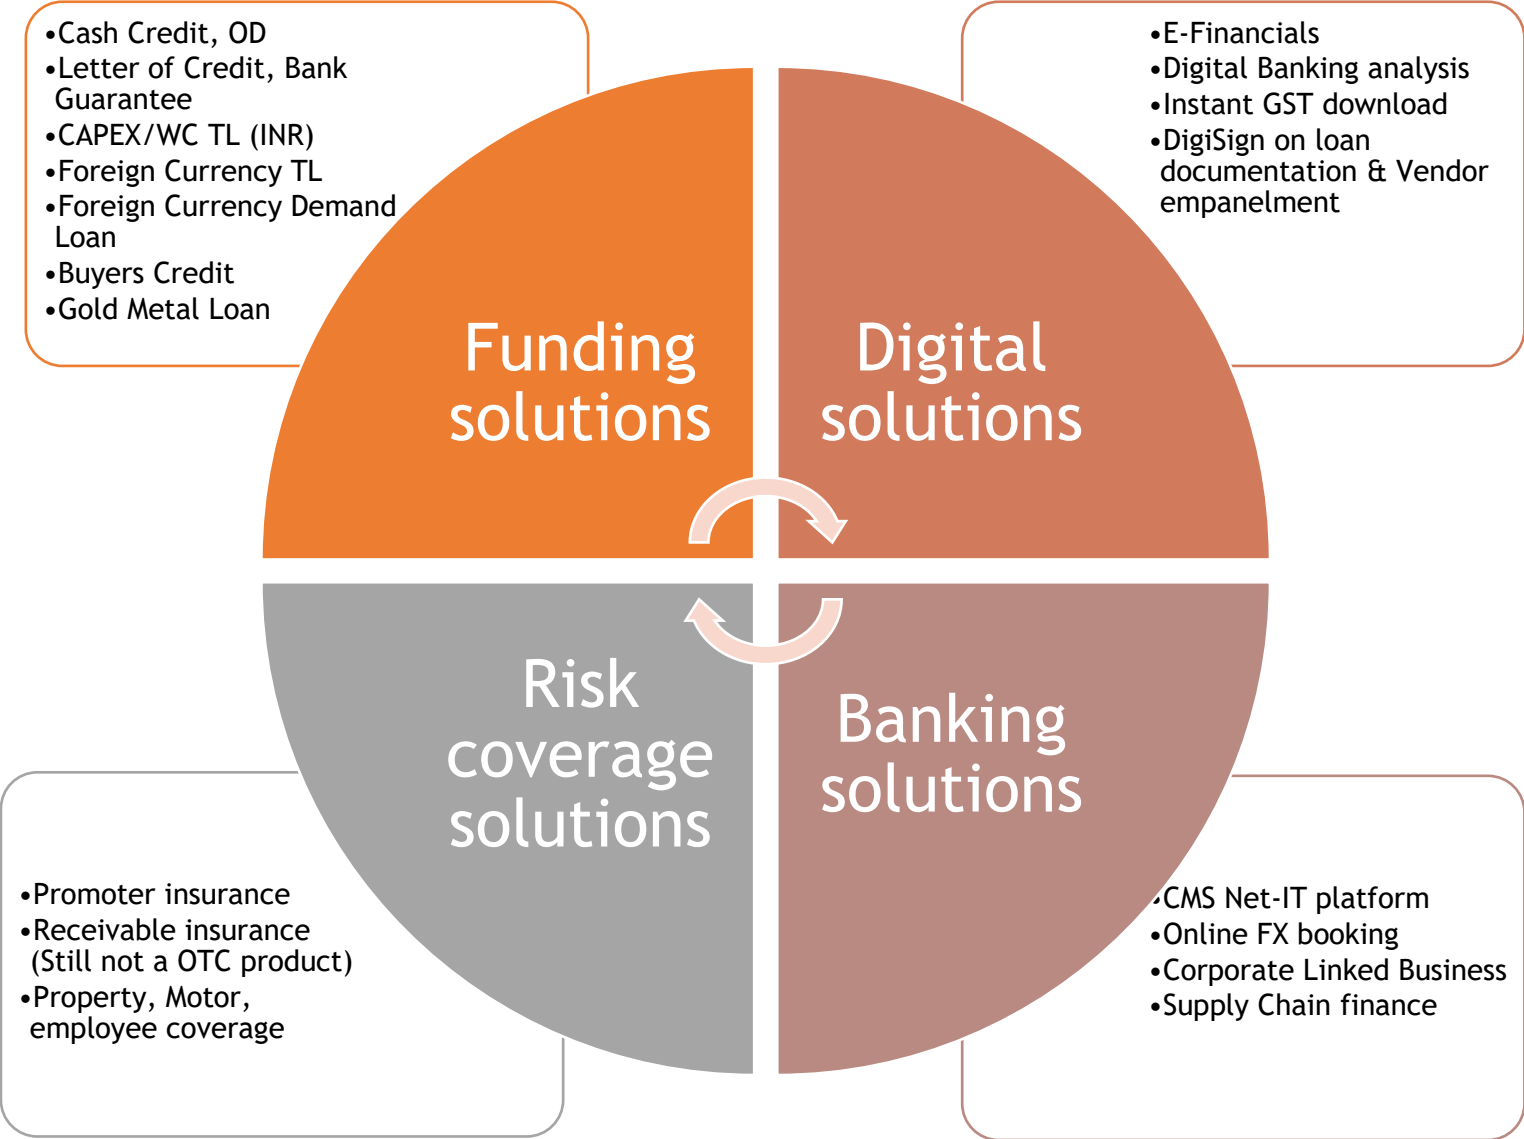 •Cash Credit, OD
•Letter of Credit, Bank
Guarantee
•CAPEX/WC TL (INR)
•Foreign Currency TL
•Foreign Currency Demand
Loan
•Buyers Credit
•Gold Metal Loan
•E-Financials
•Digital Banking analysis
•Instant GST download
•DigiSign on loan
documentation & Vendor
empanelment
Funding
solutions
Digital
solutions
Risk
coverage
solutions
Banking
solutions
•Promoter insurance
•Receivable insurance
(Still not a OTC product)
•Property, Motor,
employee coverage
•CMS Net-IT platform
•Online FX booking
•Corporate Linked Business
•Supply Chain finance